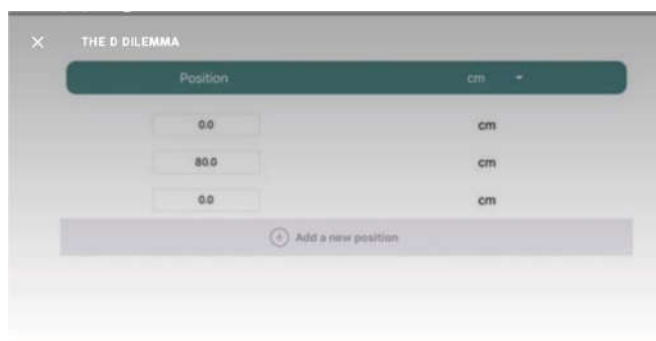 THE D DILEMMA
Position cm
0.0 cm
80.0 cm
0.0 cm
Add a new position